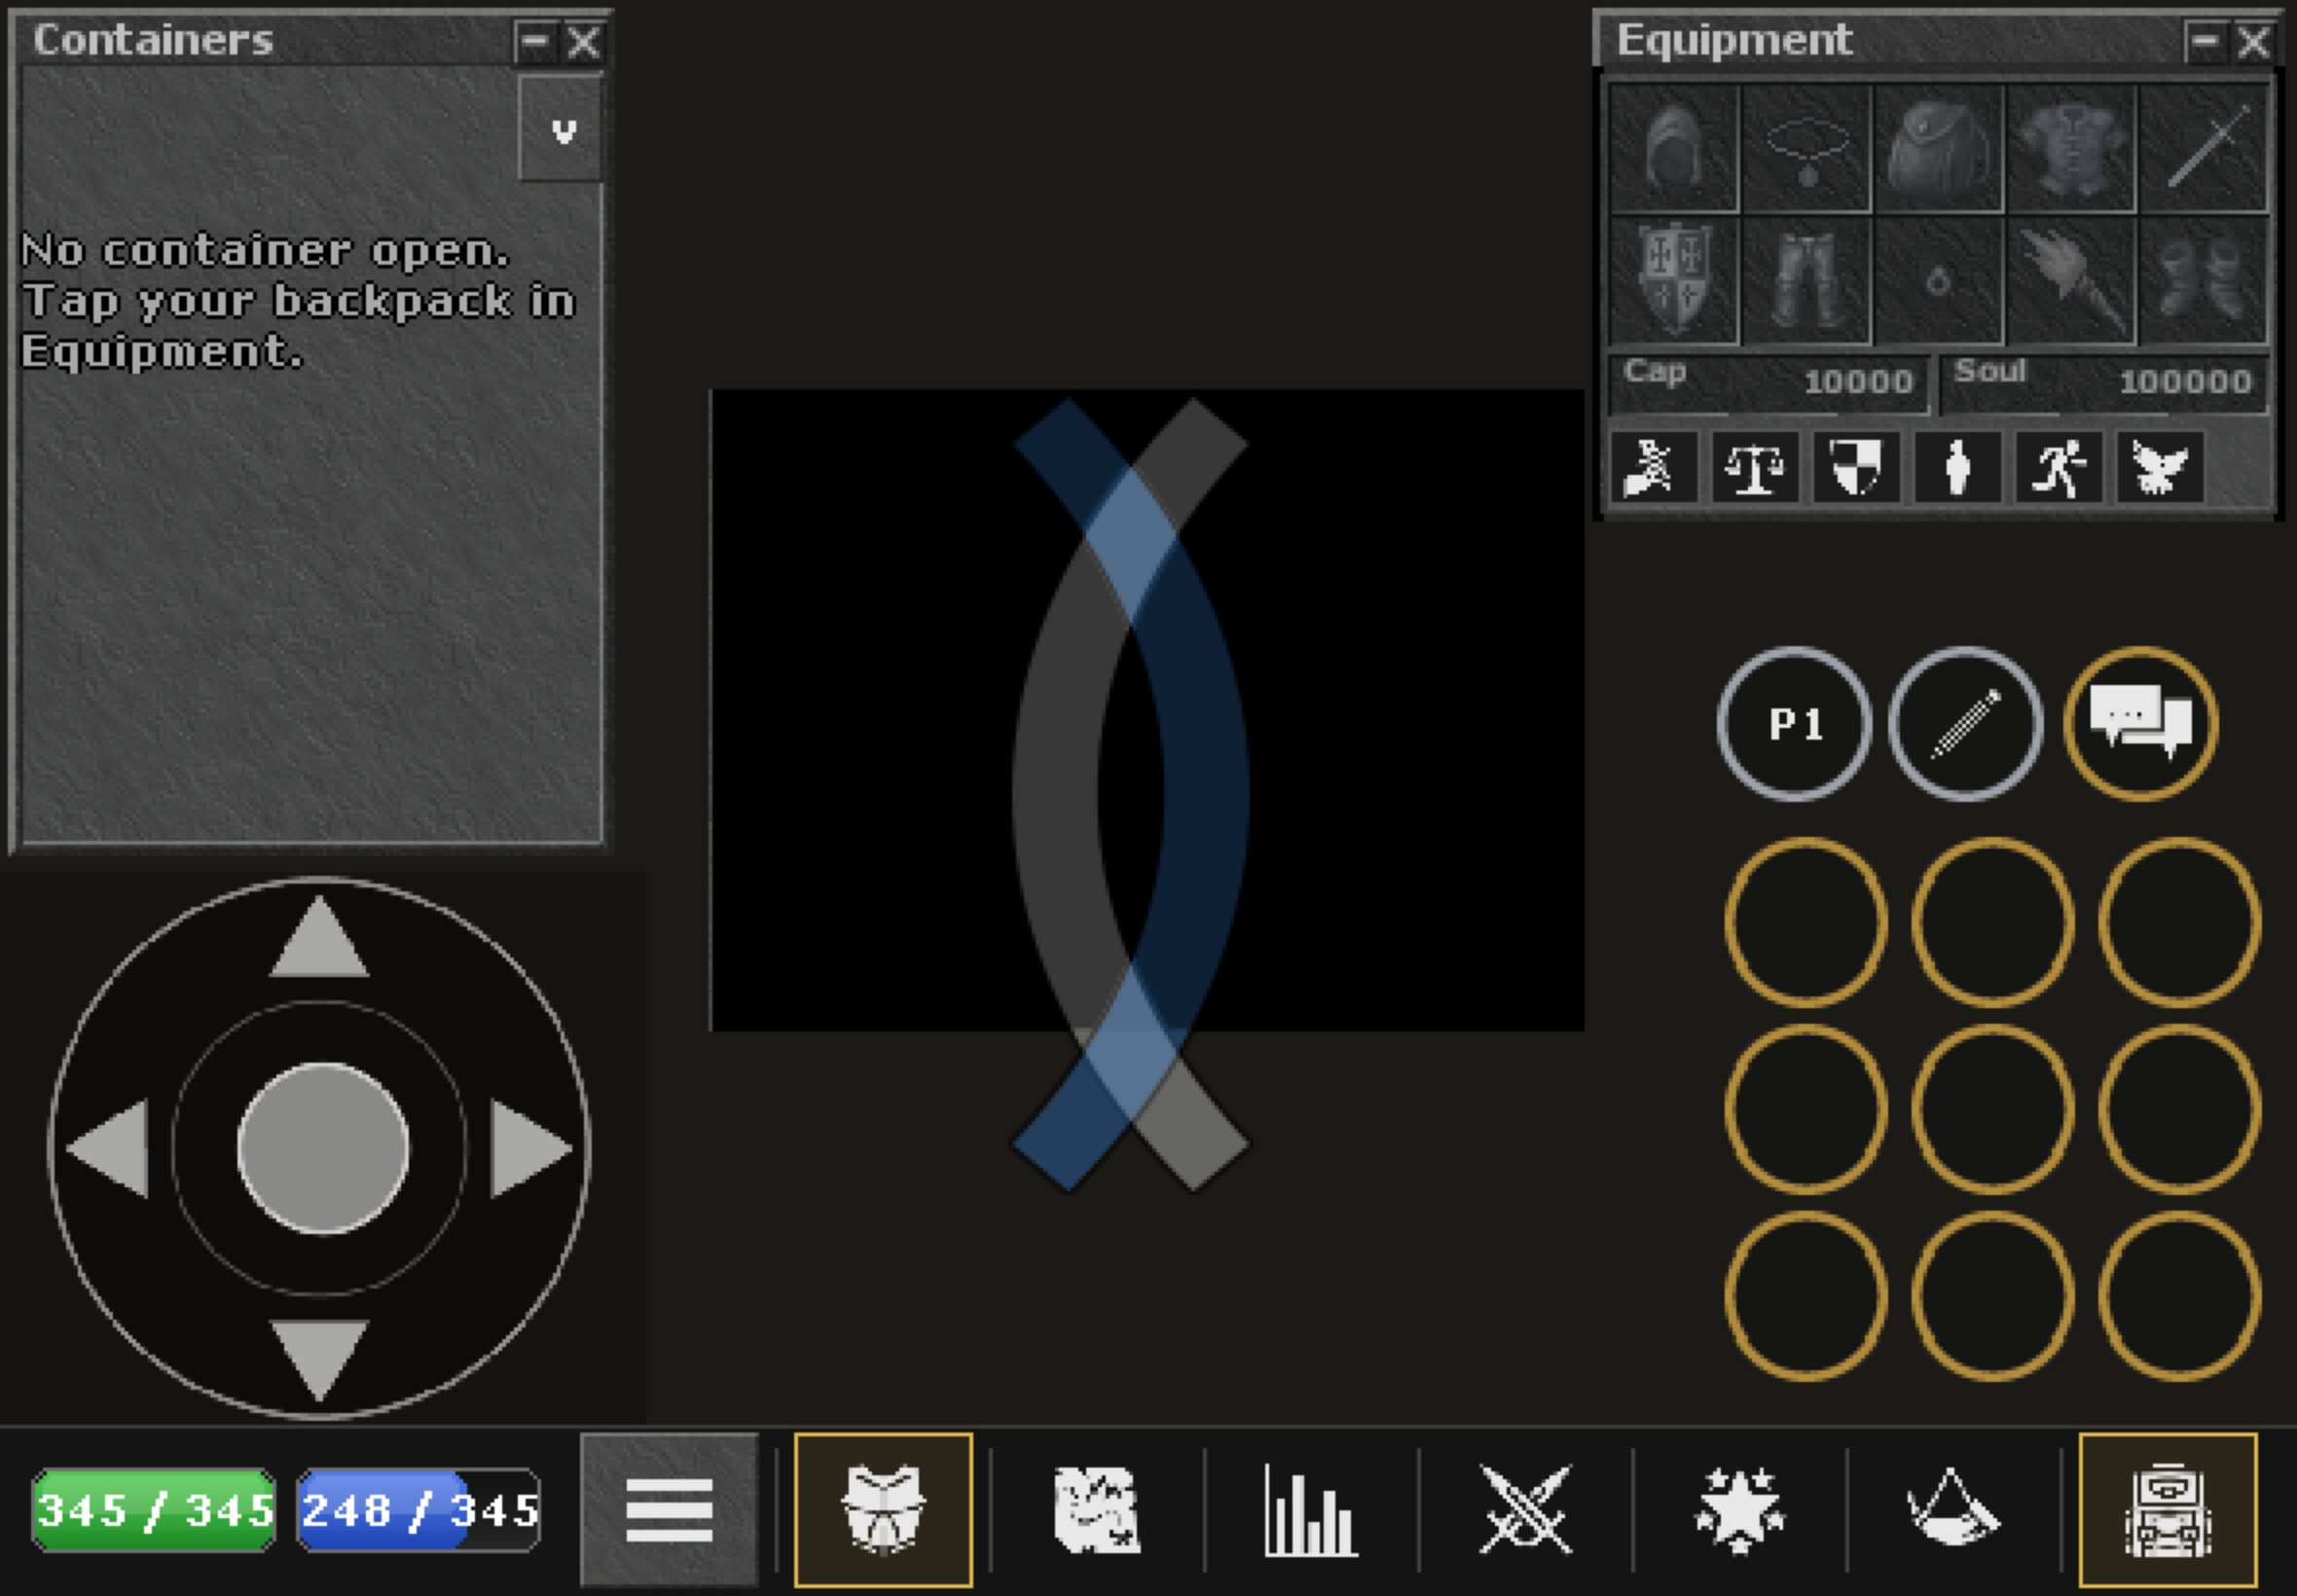 Containers
v
No container open.
Tap your backpack in
Equipment.
Equipment
Cap 10000
Soul 100000
P1
345 / 345
248 / 345